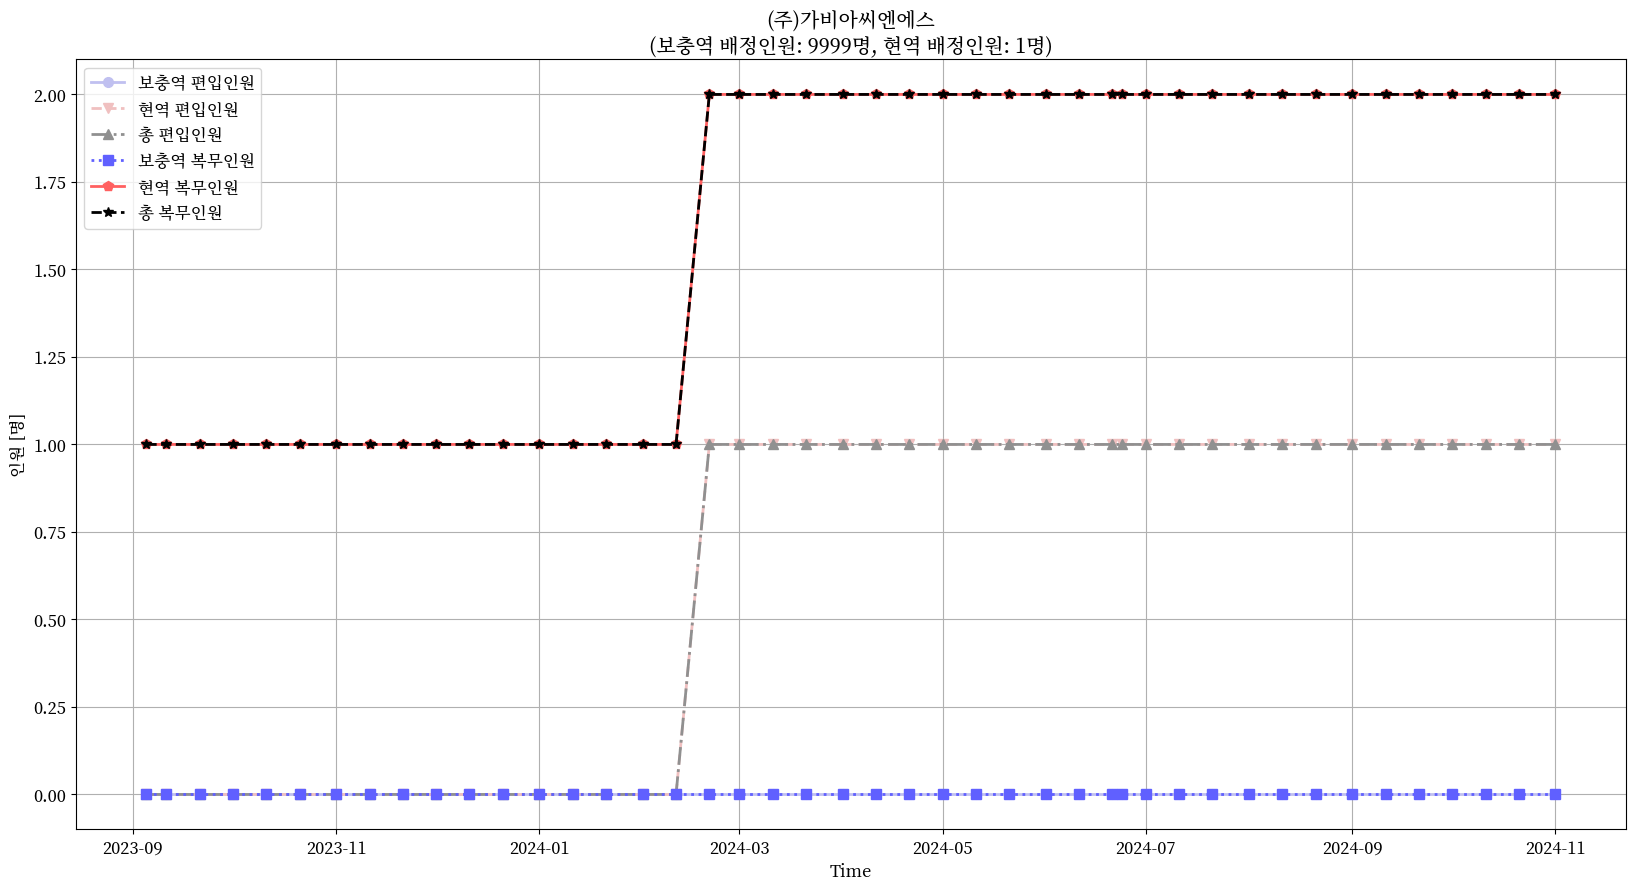 (주)가비아씨엔에스
(보충역 배정인원: 9999명, 현역 배정인원: 1명)
보충역 편입인원
현역 편입인원
총 편입인원
보충역 복무인원
현역 복무인원
총 복무인원
2.00
1.75
1.50
1.25
1.00
0.75
0.50
0.25
0.00
인원 [명]
2023-09
2023-11
2024-01
2024-03
2024-05
2024-07
2024-09
2024-11
Time